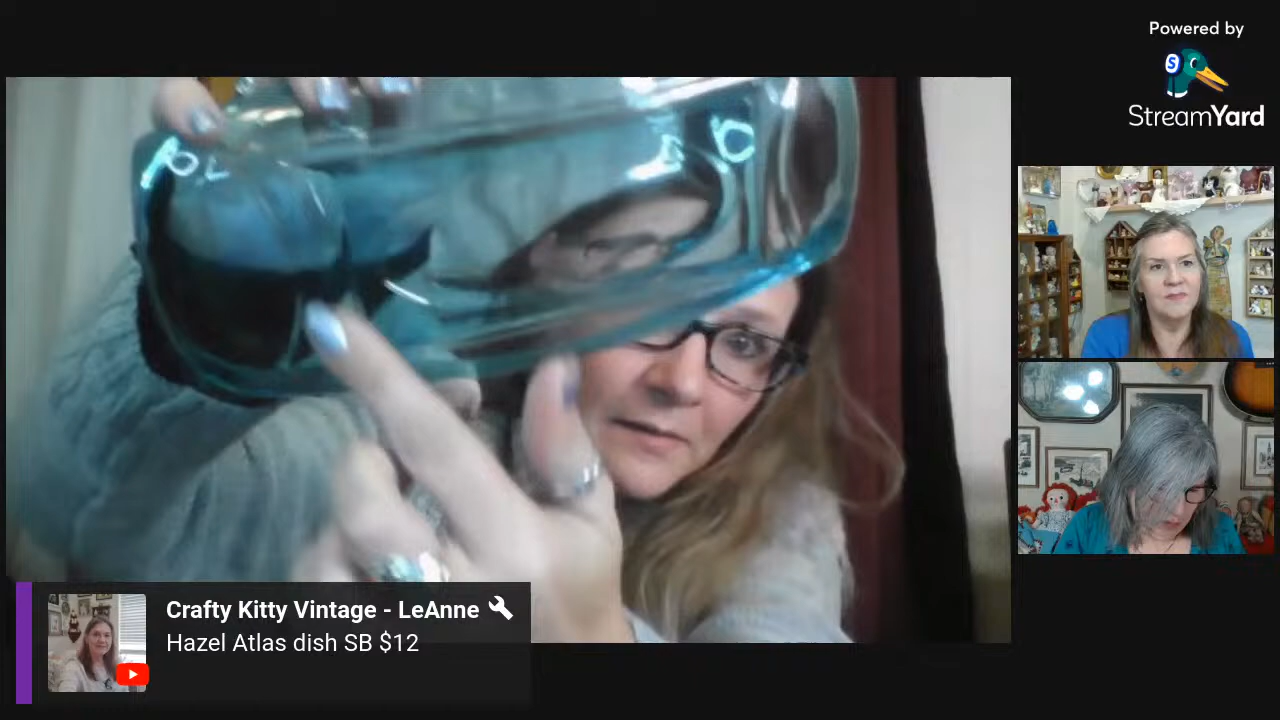 Powered by
S
StreamYard
Crafty Kitty Vintage - LeAnne
Hazel Atlas dish SB $12